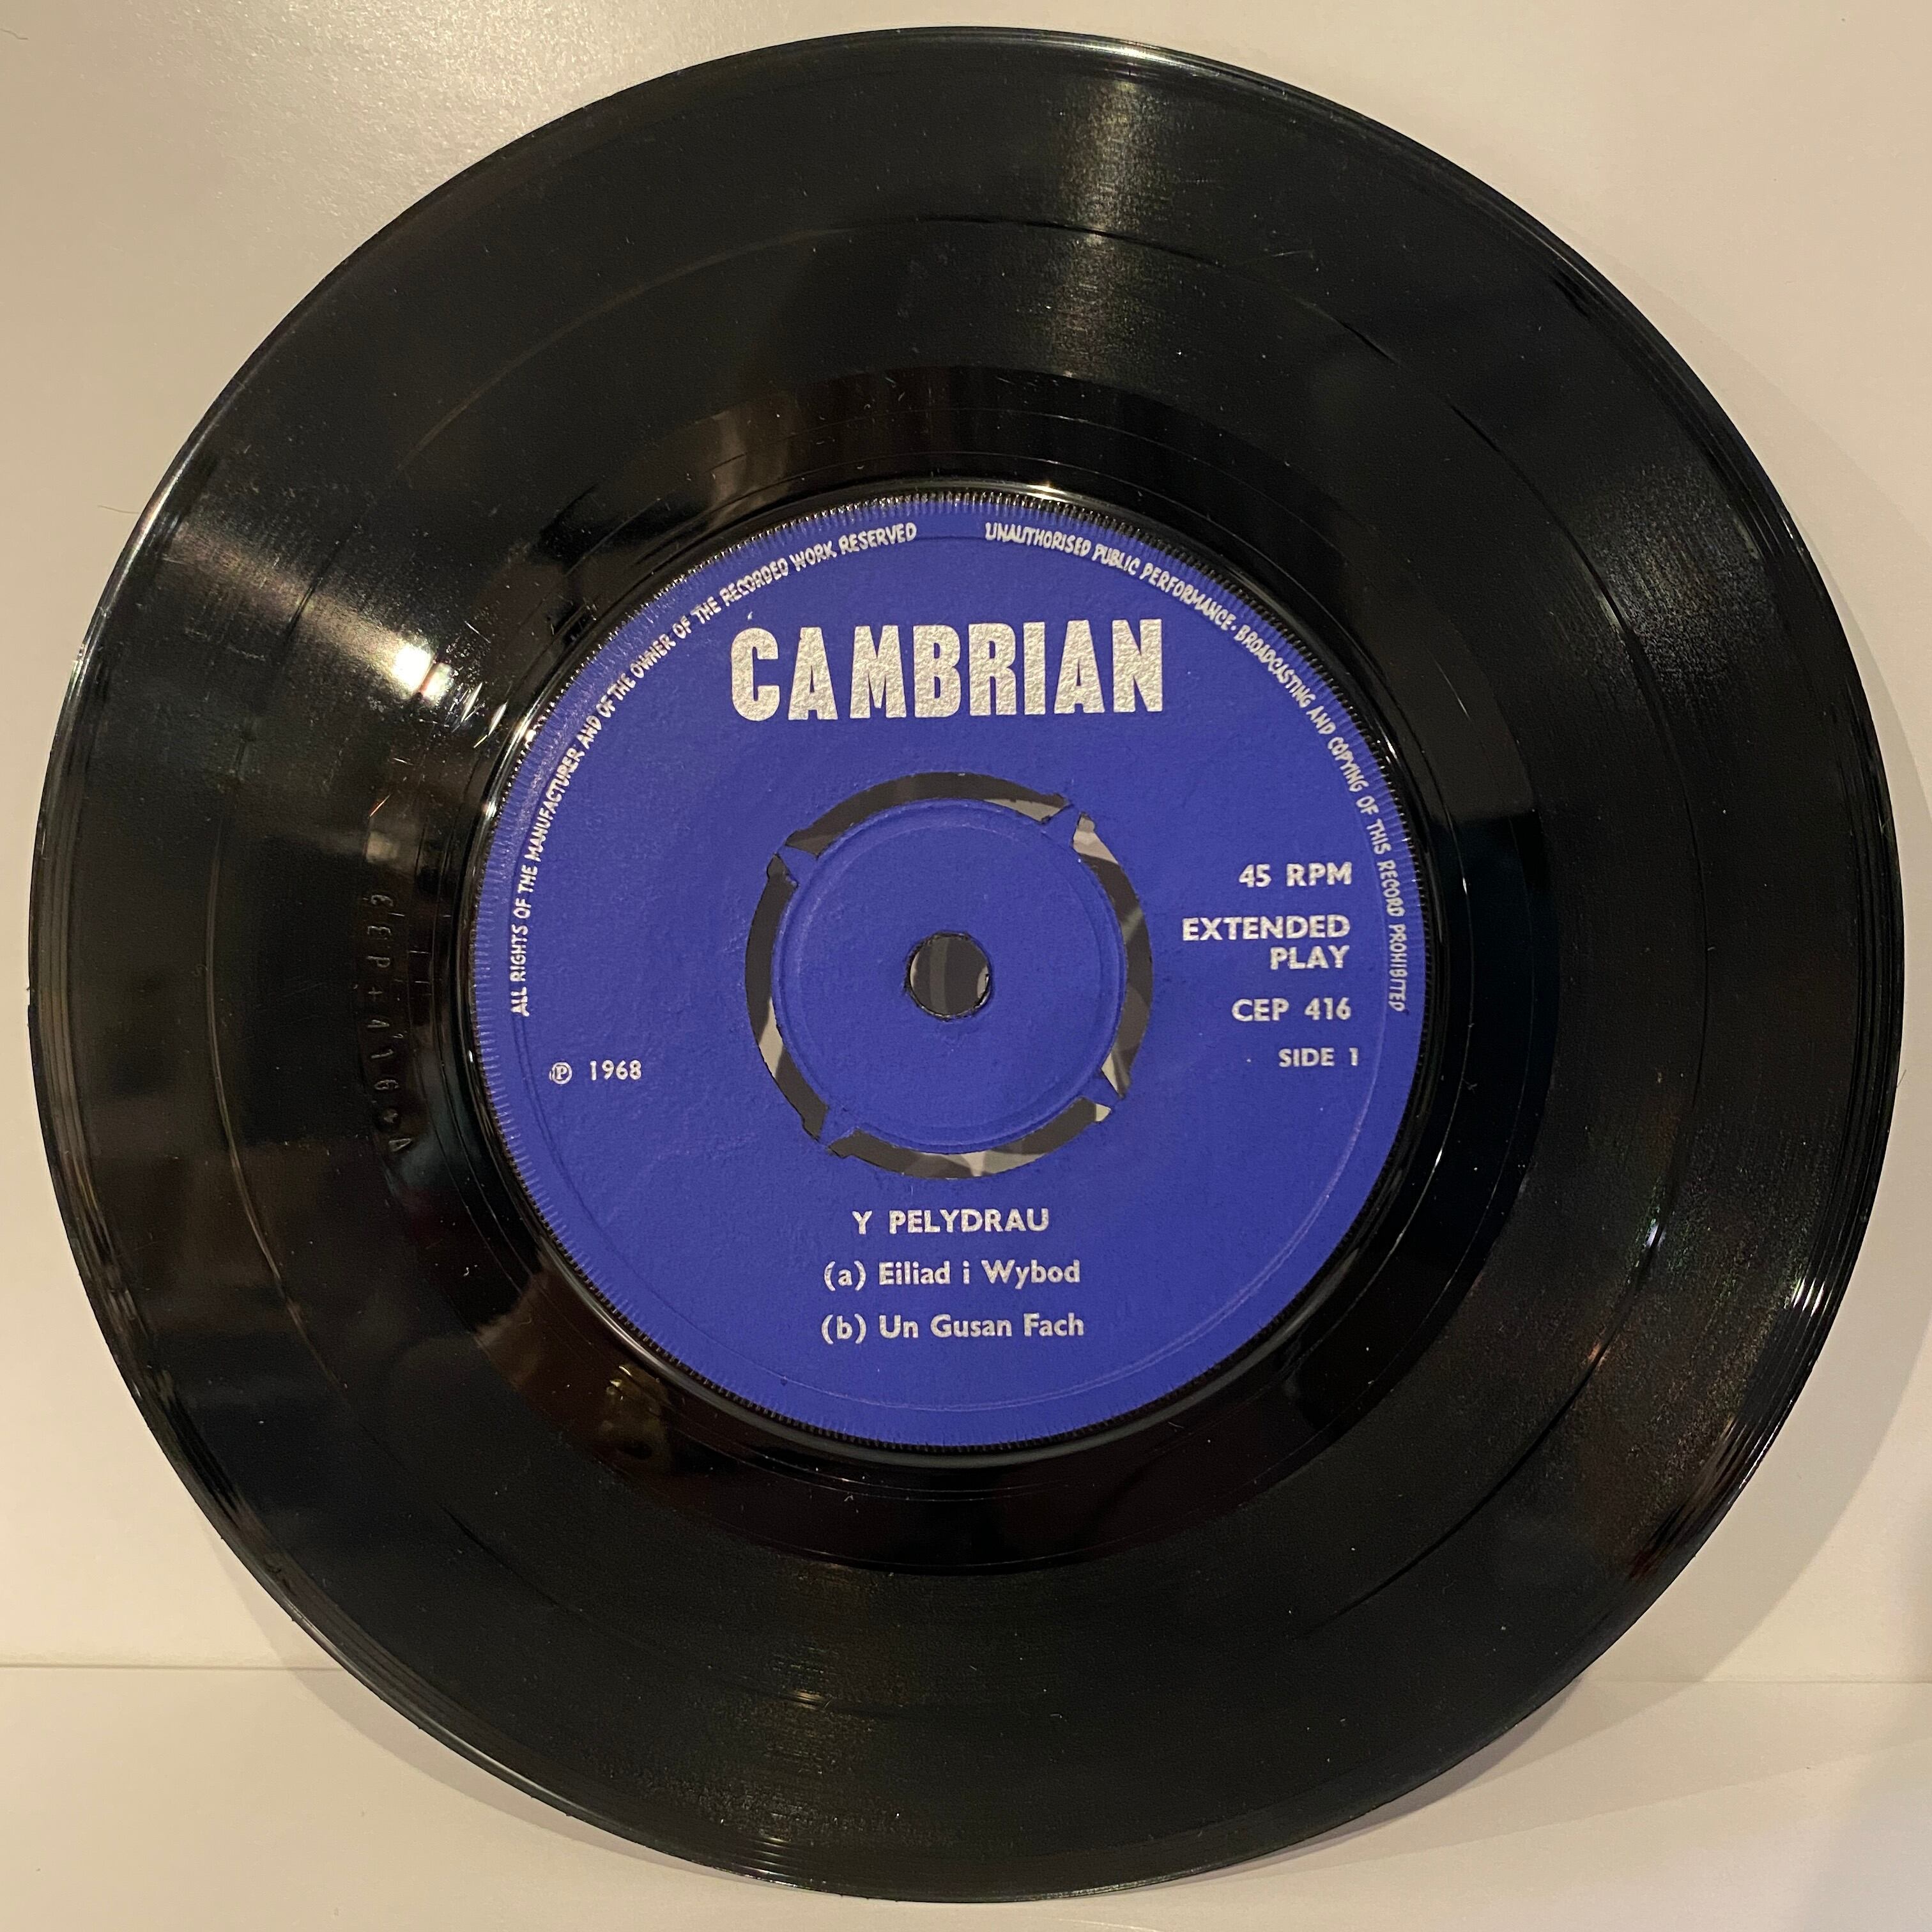 ALL RIGHTS OF THE MANUFACTURER AND OF THE OWNER OF THE RECORDED WORK RESERVED
UNAUTHORISED PUBLIC PERFORMANCE · BROADCASTING AND COPYING OF THIS RECORD PROHIBITED
CAMBRIAN
45 RPM
EXTENDED
PLAY
CEP 416
SIDE 1
℗ 1968
Y PELYDRAU
(a) Eiliad i Wybod
(b) Un Gusan Fach